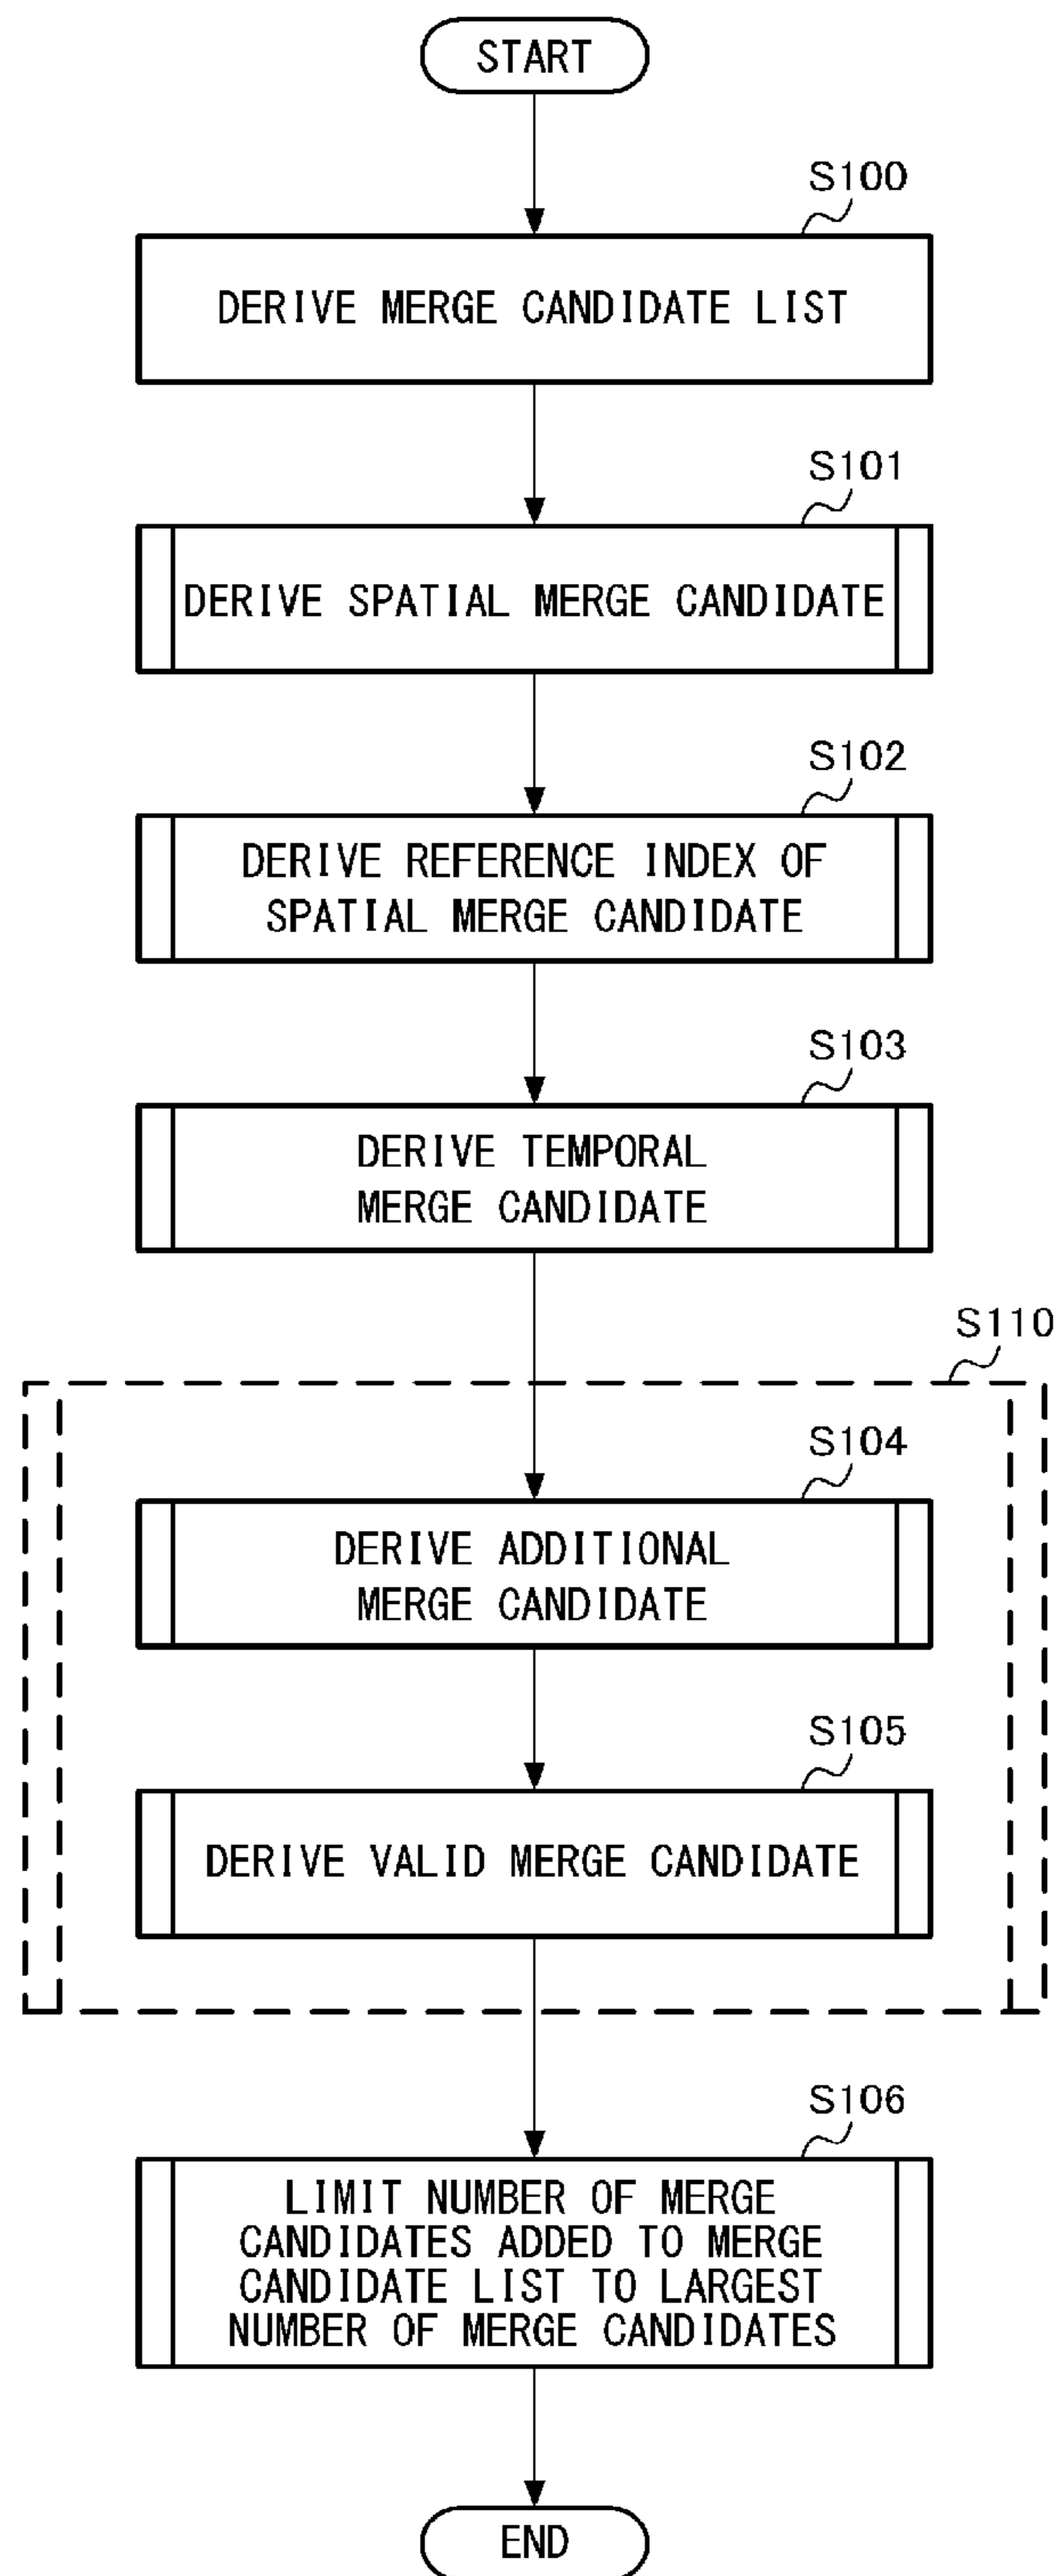 START
S100
DERIVE MERGE CANDIDATE LIST
S101
DERIVE SPATIAL MERGE CANDIDATE
S102
DERIVE REFERENCE INDEX OF
SPATIAL MERGE CANDIDATE
S103
DERIVE TEMPORAL
MERGE CANDIDATE
S110
S104
DERIVE ADDITIONAL
MERGE CANDIDATE
S105
DERIVE VALID MERGE CANDIDATE
S106
LIMIT NUMBER OF MERGE
CANDIDATES ADDED TO MERGE
CANDIDATE LIST TO LARGEST
NUMBER OF MERGE CANDIDATES
END